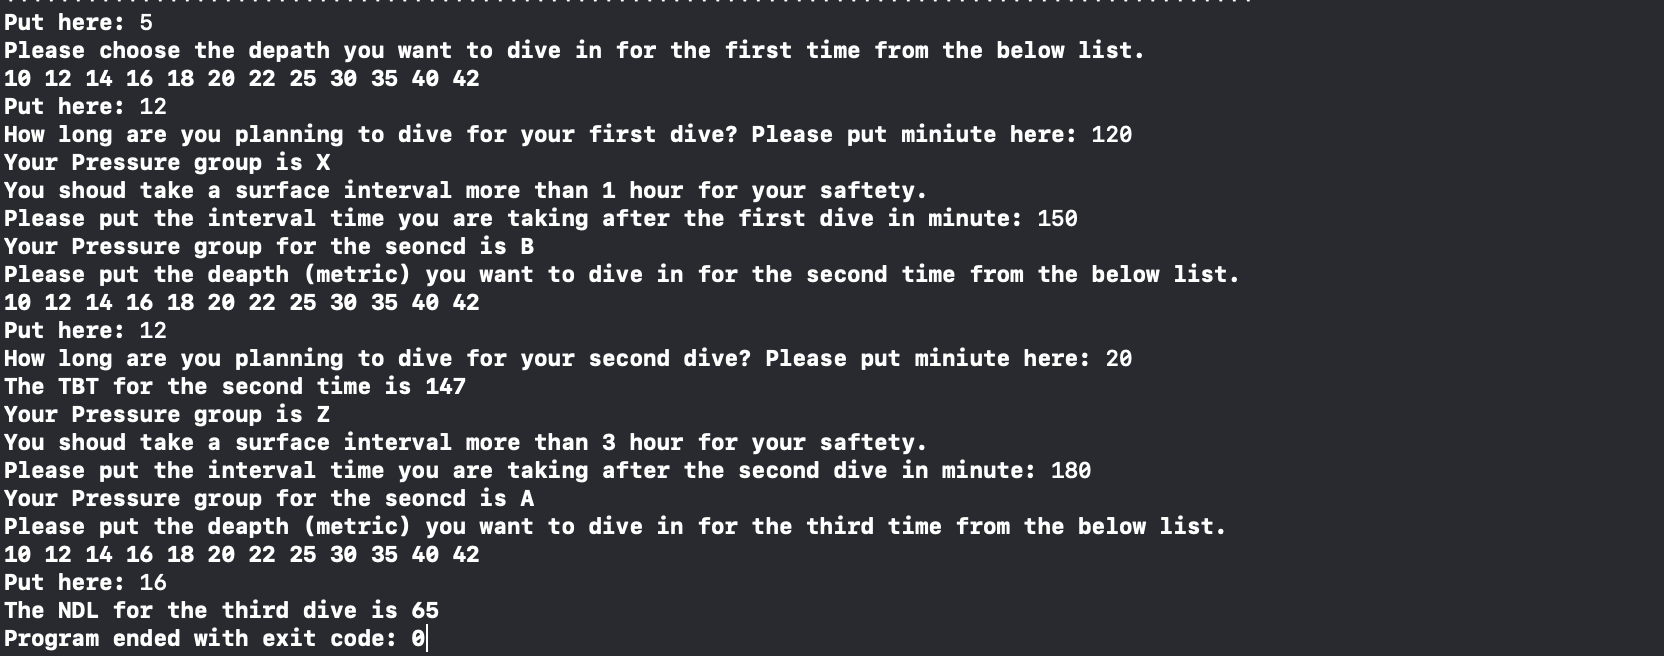 Put here: 5
Please choose the depath you want to dive in for the first time from the below list.
10 12 14 16 18 20 22 25 30 35 40 42
Put here: 12
How long are you planning to dive for your first dive? Please put miniute here: 120
Your Pressure group is X
You shoud take a surface interval more than 1 hour for your saftety.
Please put the interval time you are taking after the first dive in minute: 150
Your Pressure group for the seoncd is B
Please put the deapth (metric) you want to dive in for the second time from the below list.
10 12 14 16 18 20 22 25 30 35 40 42
Put here: 12
How long are you planning to dive for your second dive? Please put miniute here: 20
The TBT for the second time is 147
Your Pressure group is Z
You shoud take a surface interval more than 3 hour for your saftety.
Please put the interval time you are taking after the second dive in minute: 180
Your Pressure group for the seoncd is A
Please put the deapth (metric) you want to dive in for the third time from the below list.
10 12 14 16 18 20 22 25 30 35 40 42
Put here: 16
The NDL for the third dive is 65
Program ended with exit code: 0